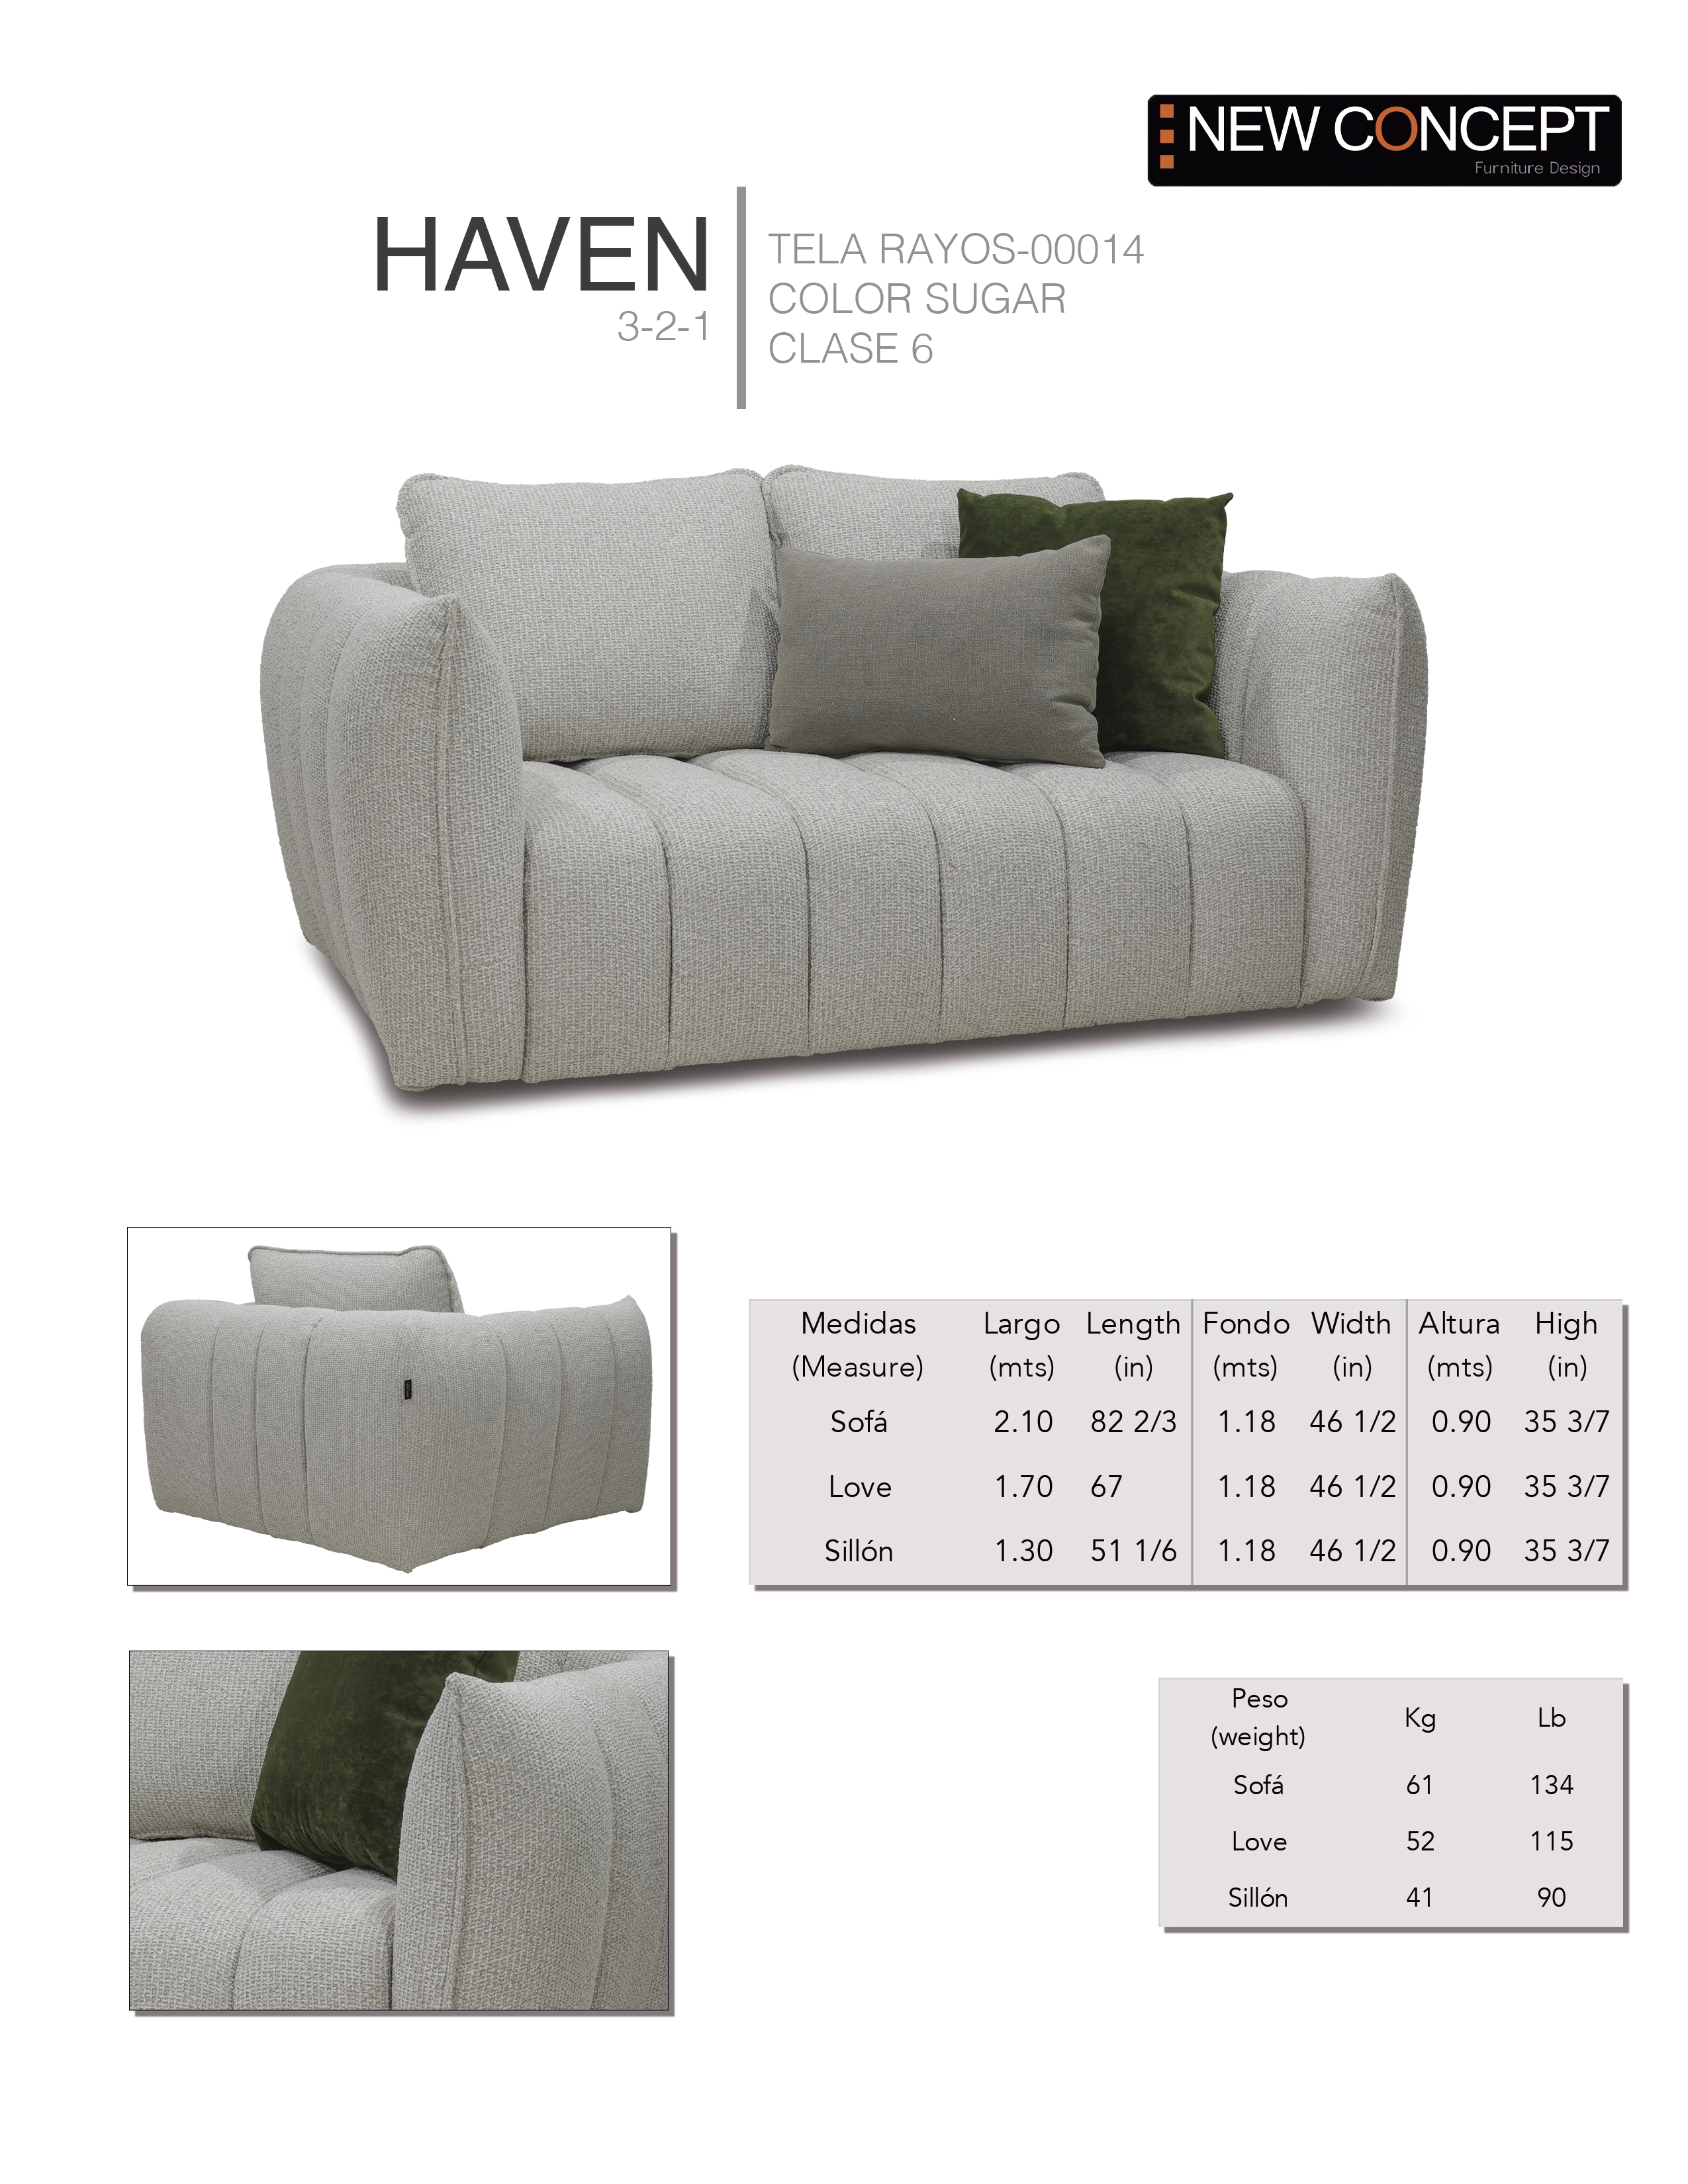 NEW CONCEPT
Furniture Design
HAVEN
3-2-1
TELA RAYOS-00014
COLOR SUGAR
CLASE 6
Medidas Largo Length Fondo Width Altura High
(Measure) (mts) (in) (mts) (in) (mts) (in)
Sofá 2.10 82 2/3 1.18 46 1/2 0.90 35 3/7
Love 1.70 67 1.18 46 1/2 0.90 35 3/7
Sillón 1.30 51 1/6 1.18 46 1/2 0.90 35 3/7
Peso
(weight) Kg Lb
Sofá 61 134
Love 52 115
Sillón 41 90